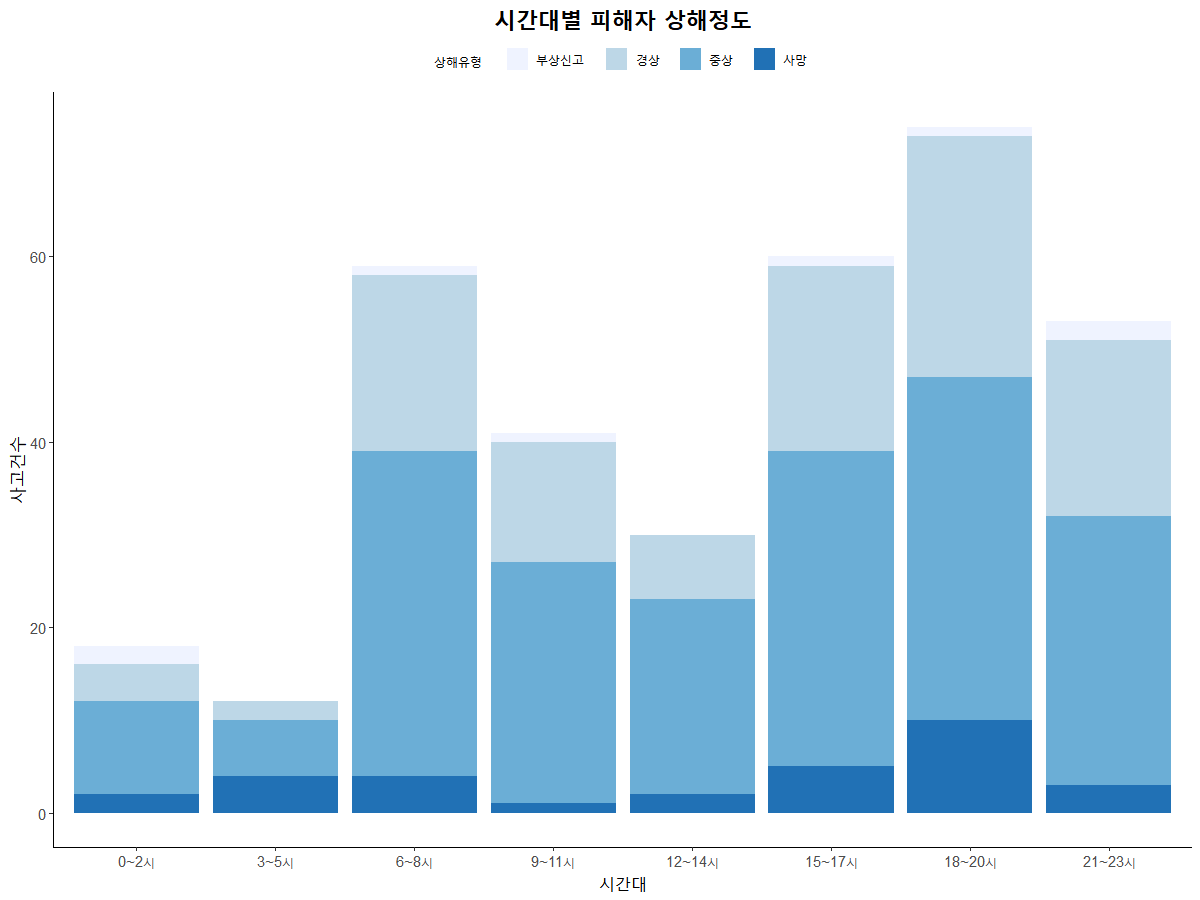 시간대별 피해자 상해정도
상해유형 부상신고 경상 중상 사망
사고건수
60
40
20
0
0~2시 3~5시 6~8시 9~11시 12~14시 15~17시 18~20시 21~23시
시간대